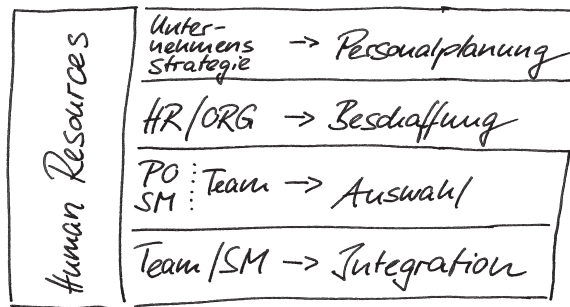 Human Resources
Unter-
nehmens
strategie → Personalplanung
HR/ORG → Beschaffung
PO
SM ⋮ Team → Auswahl
Team/SM → Integration